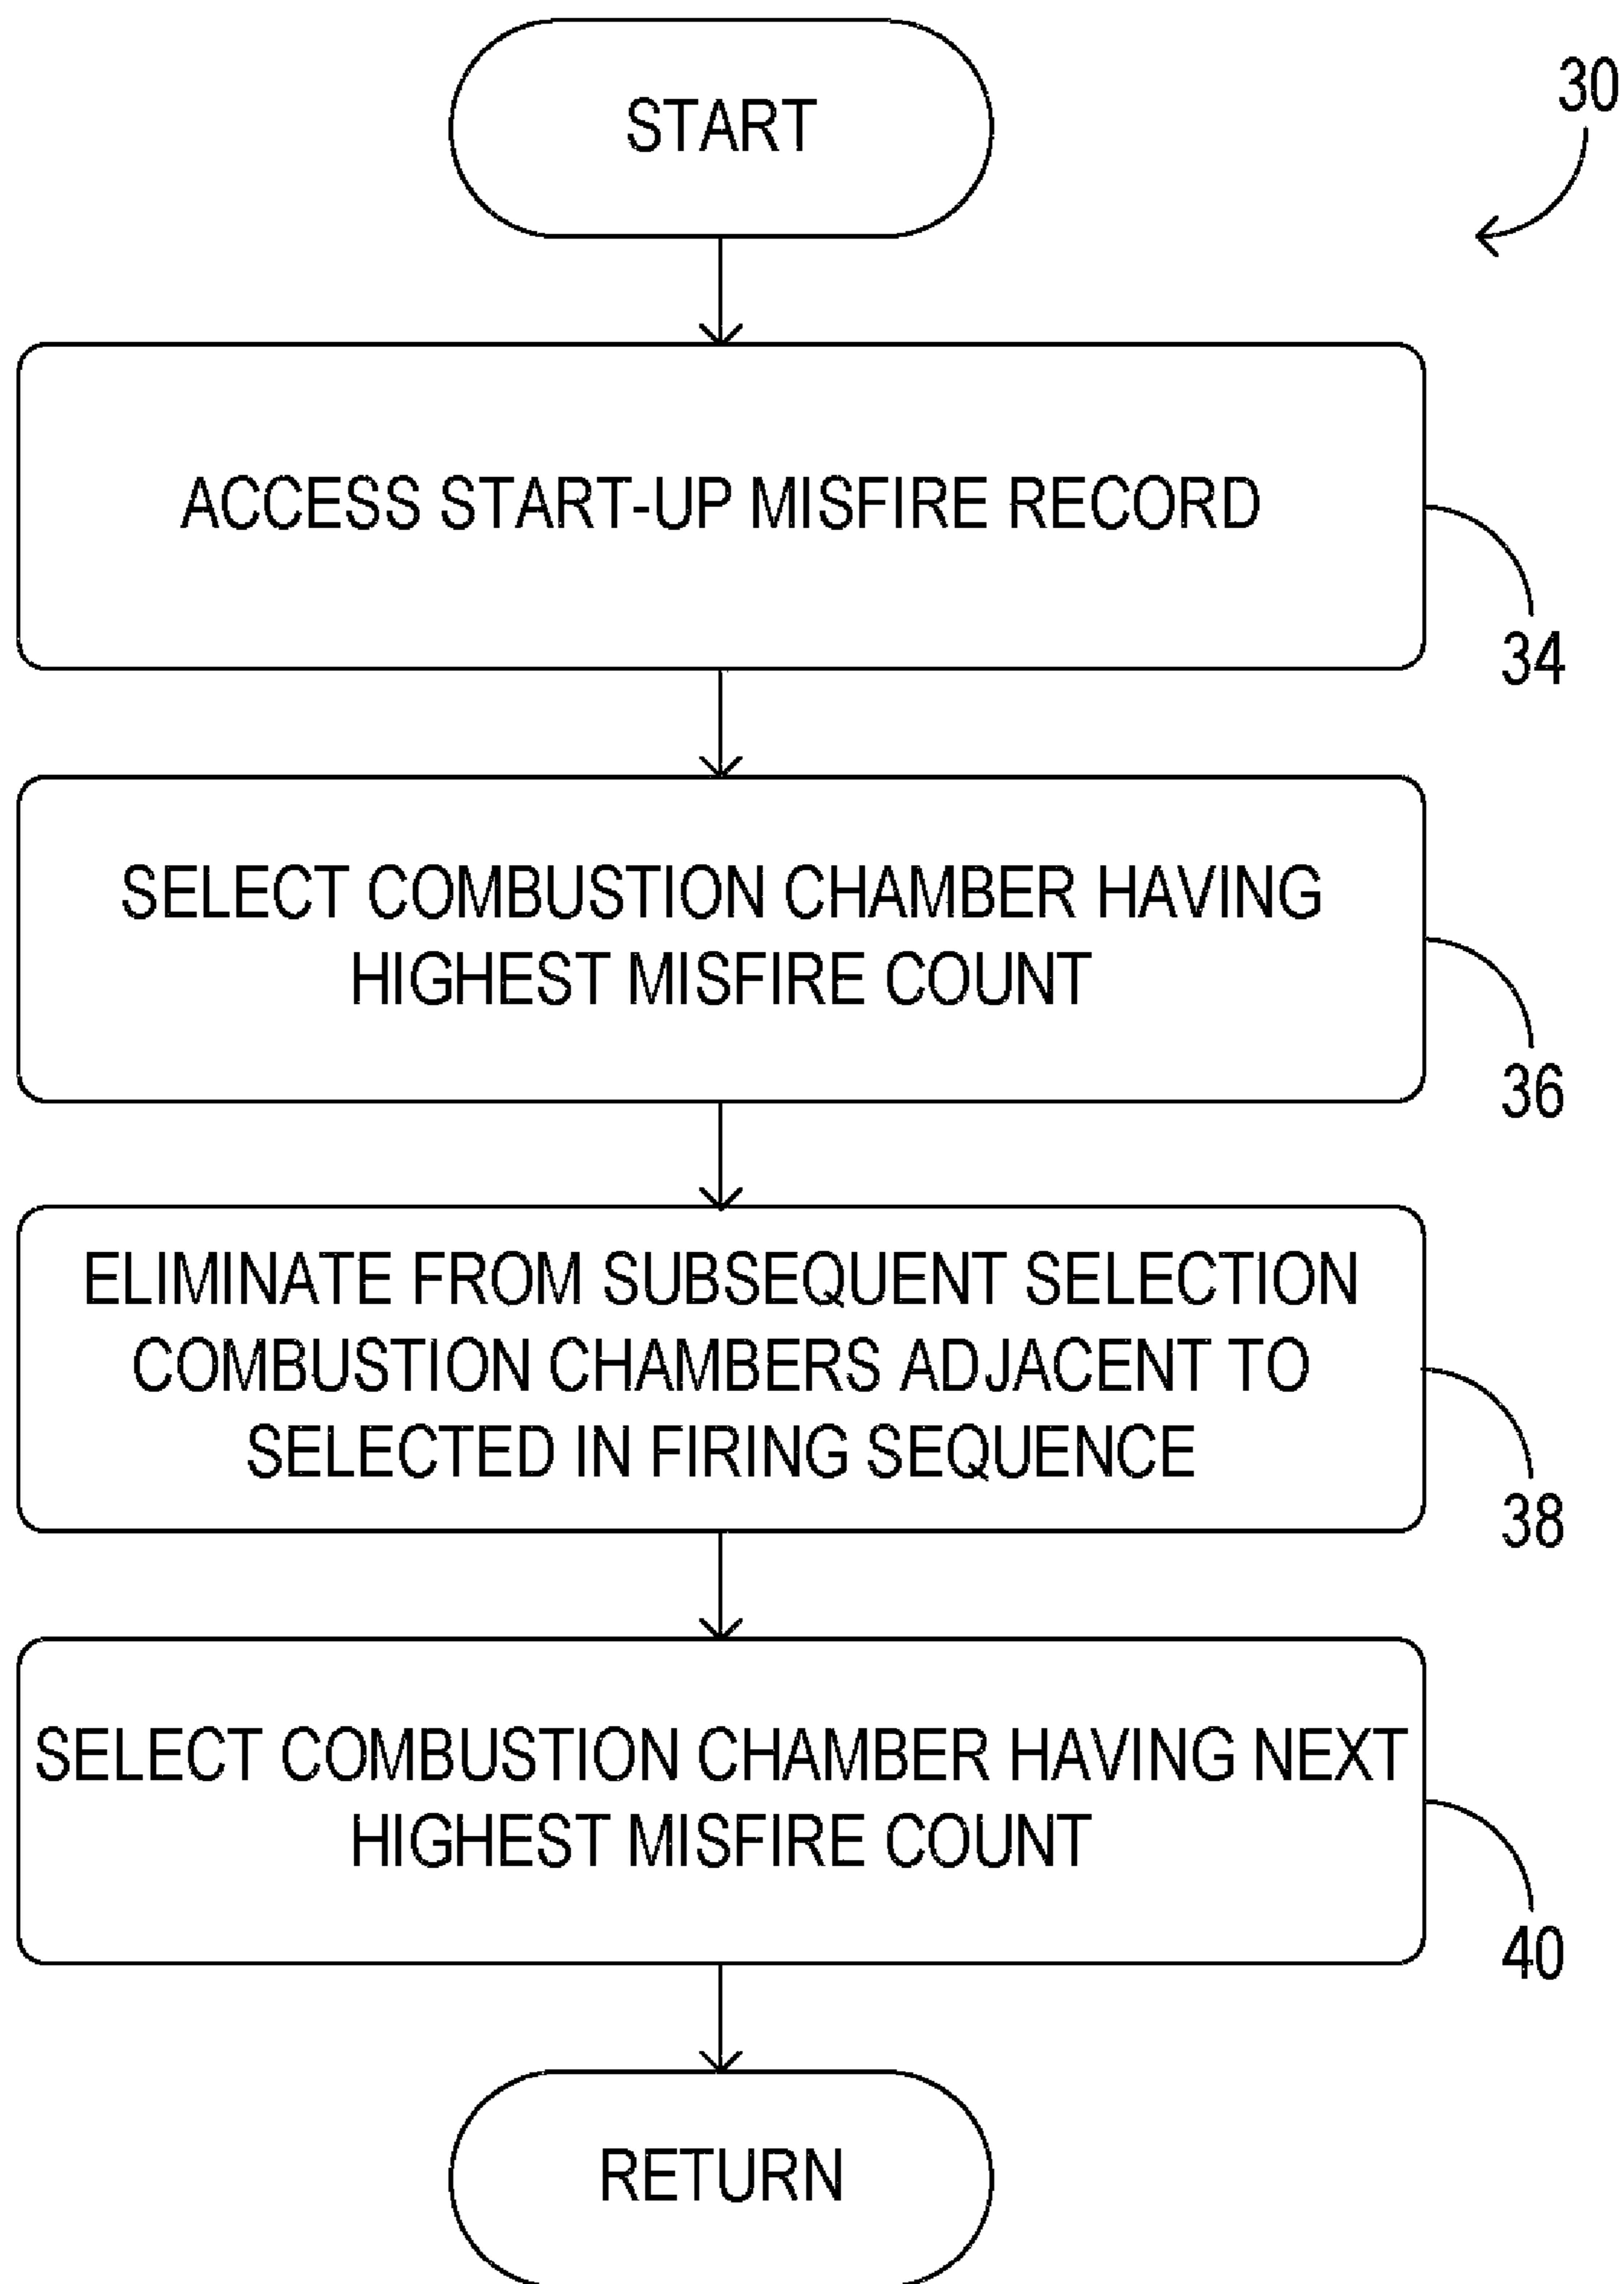 START
30
ACCESS START-UP MISFIRE RECORD
34
SELECT COMBUSTION CHAMBER HAVING
HIGHEST MISFIRE COUNT
36
ELIMINATE FROM SUBSEQUENT SELECTION
COMBUSTION CHAMBERS ADJACENT TO
SELECTED IN FIRING SEQUENCE
38
SELECT COMBUSTION CHAMBER HAVING NEXT
HIGHEST MISFIRE COUNT
40
RETURN